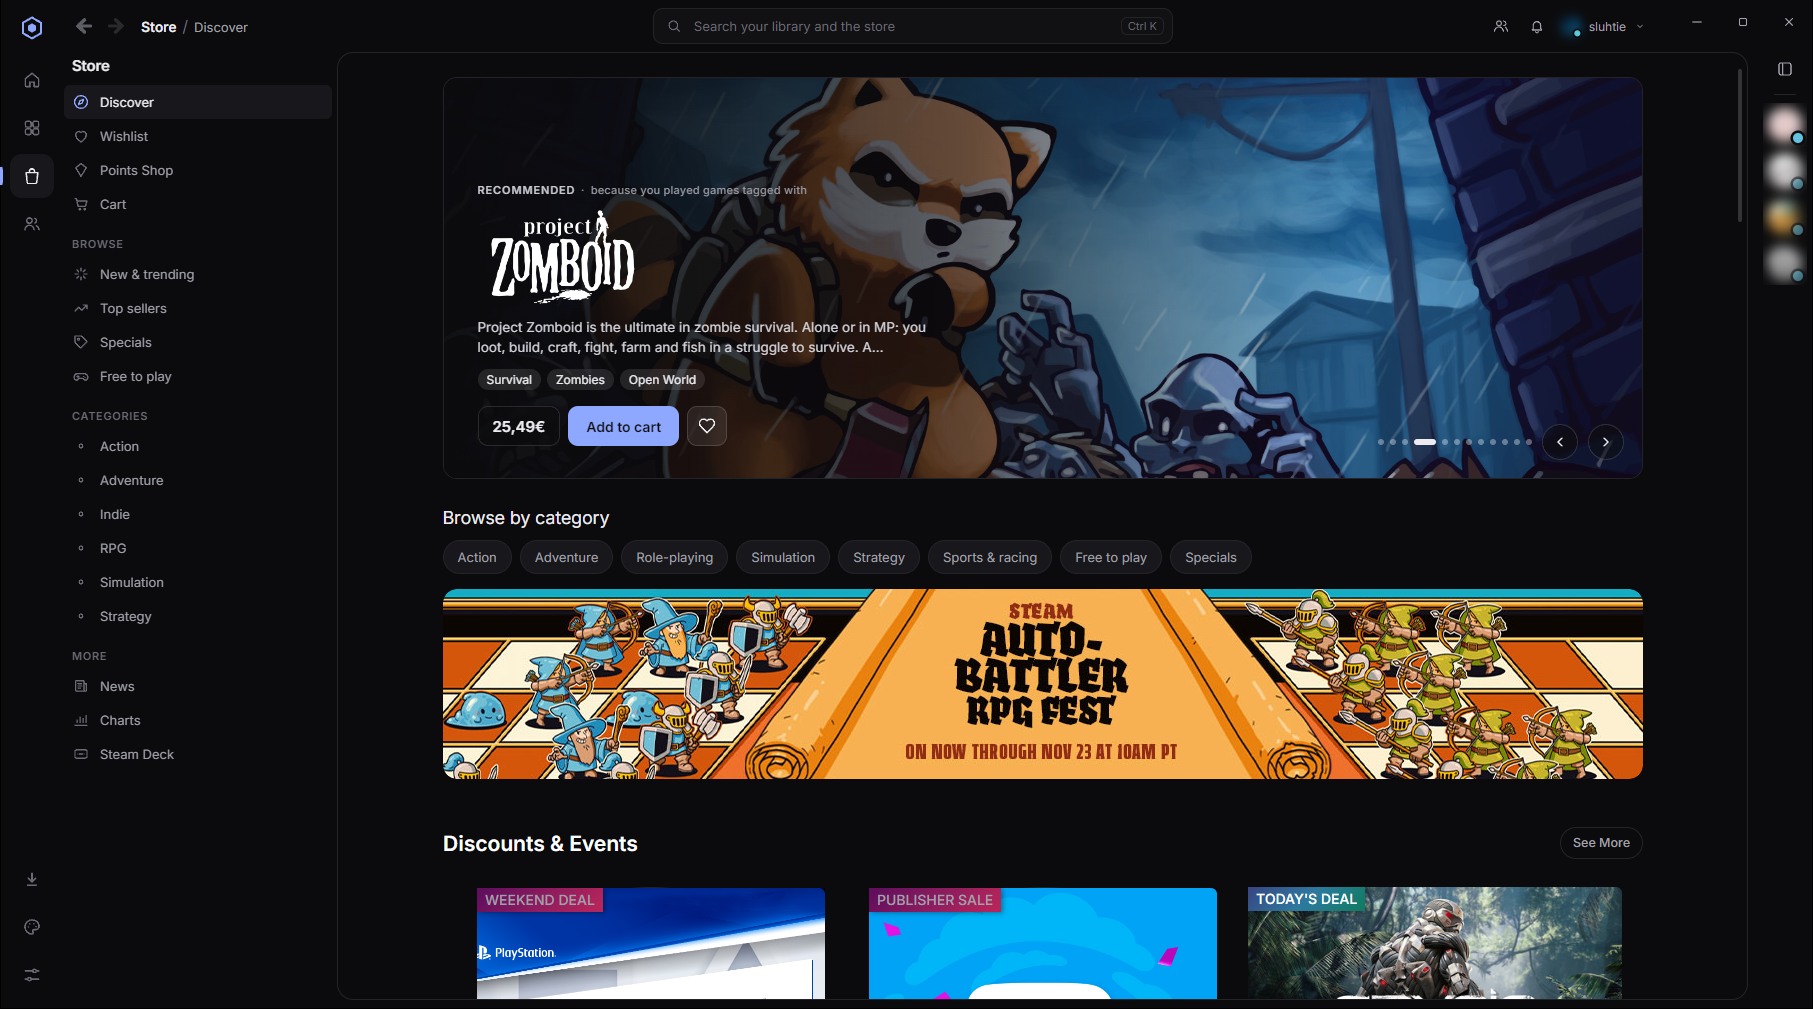 Store / Discover
Search your library and the store
Ctrl K
sluhtie
Store
Discover
Wishlist
Points Shop
Cart
BROWSE
New & trending
Top sellers
Specials
Free to play
CATEGORIES
Action
Adventure
Indie
RPG
Simulation
Strategy
MORE
News
Charts
Steam Deck
RECOMMENDED · because you played games tagged with
project
ZOMBOID
Project Zomboid is the ultimate in zombie survival. Alone or in MP: you
loot, build, craft, fight, farm and fish in a struggle to survive. A...
Survival Zombies Open World
25,49€ Add to cart
Browse by category
Action Adventure Role-playing Simulation Strategy Sports & racing Free to play Specials
STEAM
AUTO-
BATTLER
RPG FEST
ON NOW THROUGH NOV 23 AT 10AM PT
Discounts & Events
See More
WEEKEND DEAL
PlayStation
PUBLISHER SALE
TODAY'S DEAL